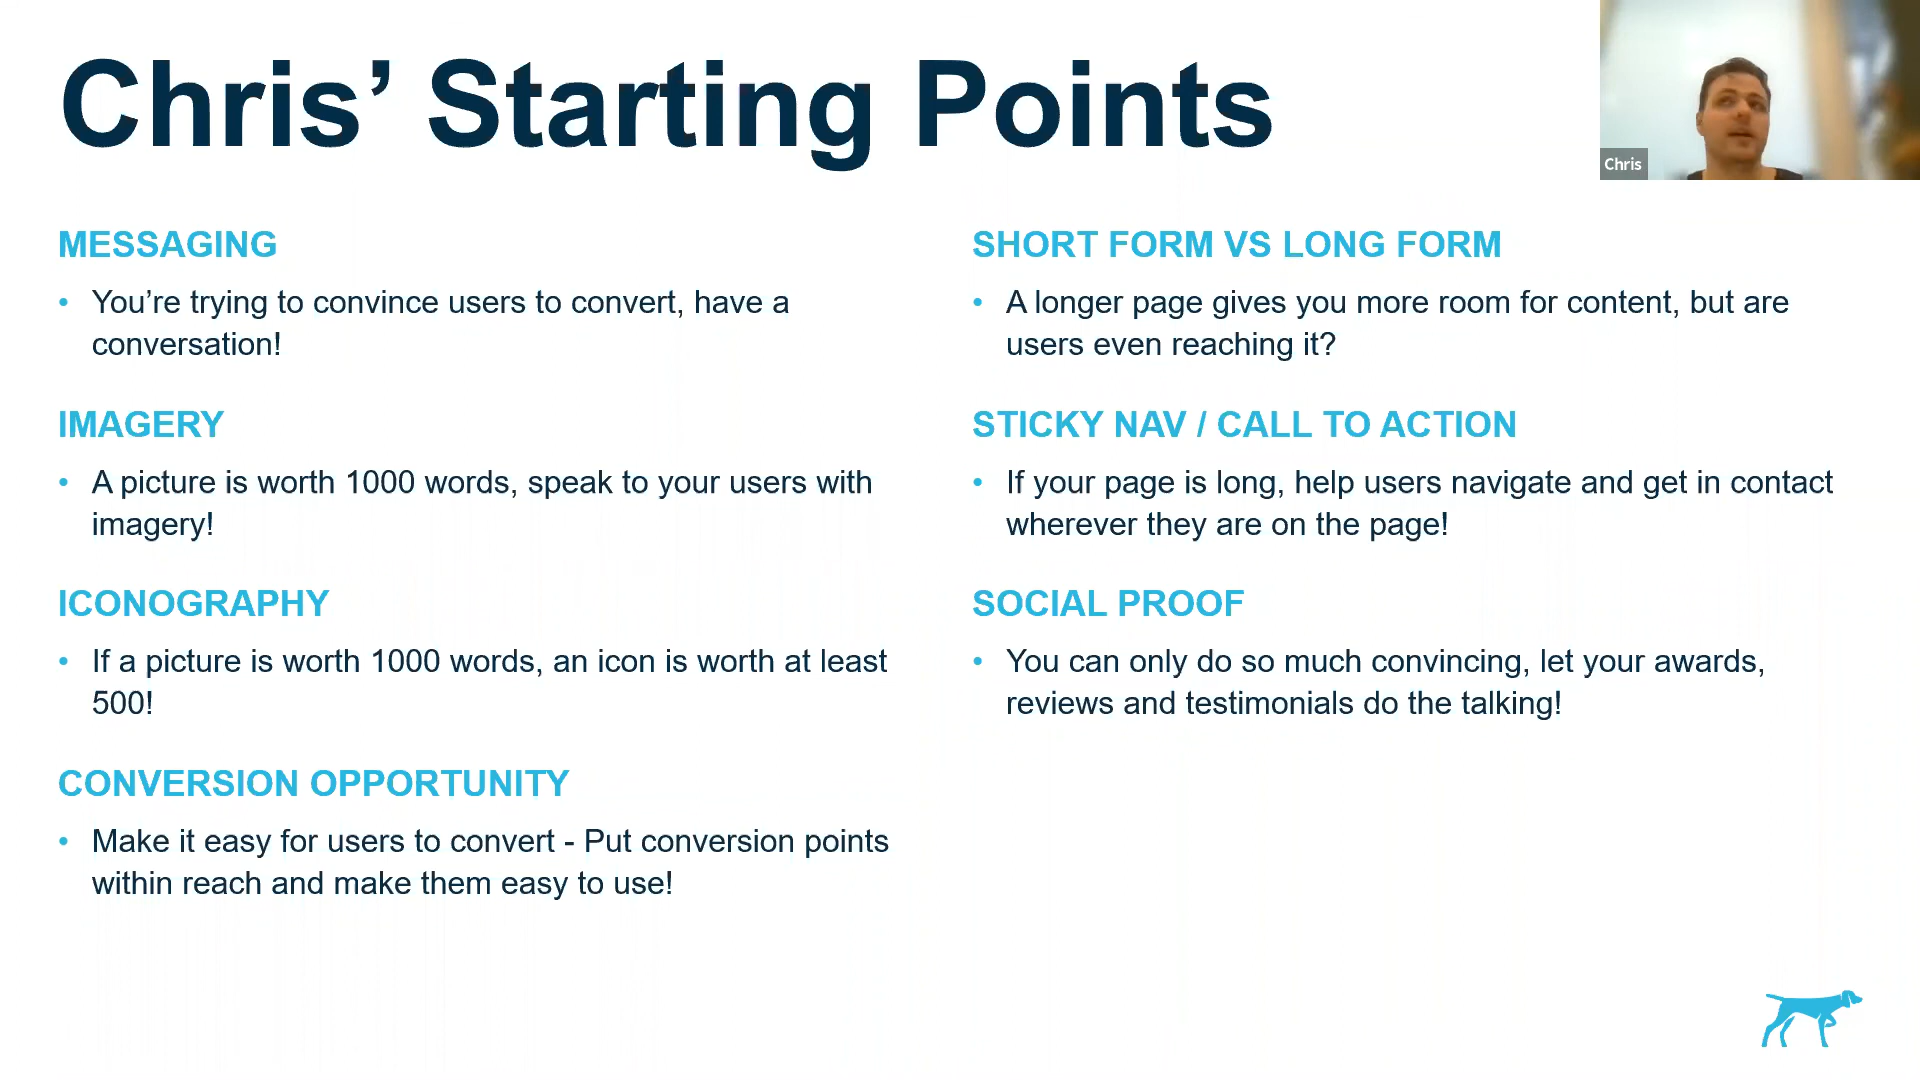 Chris’ Starting Points
Chris
MESSAGING
• You’re trying to convince users to convert, have a
conversation!
IMAGERY
• A picture is worth 1000 words, speak to your users with
imagery!
ICONOGRAPHY
• If a picture is worth 1000 words, an icon is worth at least
500!
CONVERSION OPPORTUNITY
• Make it easy for users to convert - Put conversion points
within reach and make them easy to use!
SHORT FORM VS LONG FORM
• A longer page gives you more room for content, but are
users even reaching it?
STICKY NAV / CALL TO ACTION
• If your page is long, help users navigate and get in contact
wherever they are on the page!
SOCIAL PROOF
• You can only do so much convincing, let your awards,
reviews and testimonials do the talking!